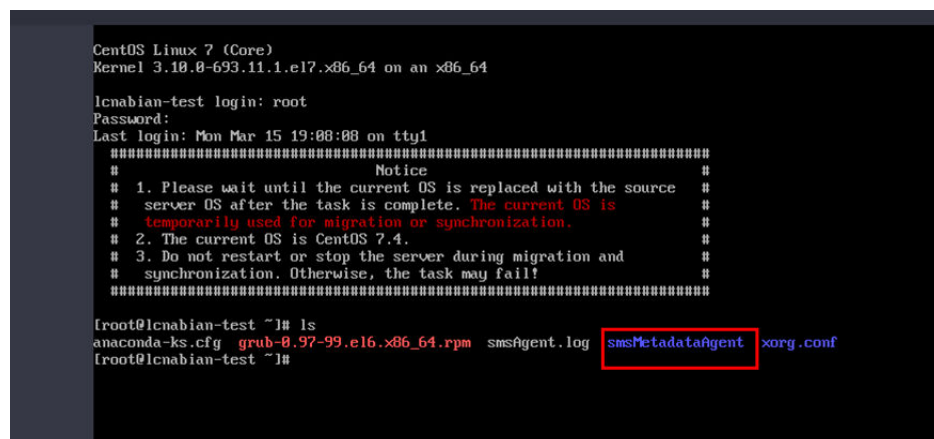 CentOS Linux 7 (Core)
Kernel 3.10.0-693.11.1.el7.x86_64 on an x86_64
lcnabian-test login: root
Password:
Last login: Mon Mar 15 19:08:08 on tty1
######################################################################
# Notice #
# 1. Please wait until the current OS is replaced with the source #
# server OS after the task is complete. The current OS is #
# temporarily used for migration or synchronization. #
# 2. The current OS is CentOS 7.4. #
# 3. Do not restart or stop the server during migration and #
# synchronization. Otherwise, the task may fail! #
######################################################################
[root@lcnabian-test ~]# ls
anaconda-ks.cfg grub-0.97-99.el6.x86_64.rpm smsAgent.log smsMetadataAgent xorg.conf
[root@lcnabian-test ~]#